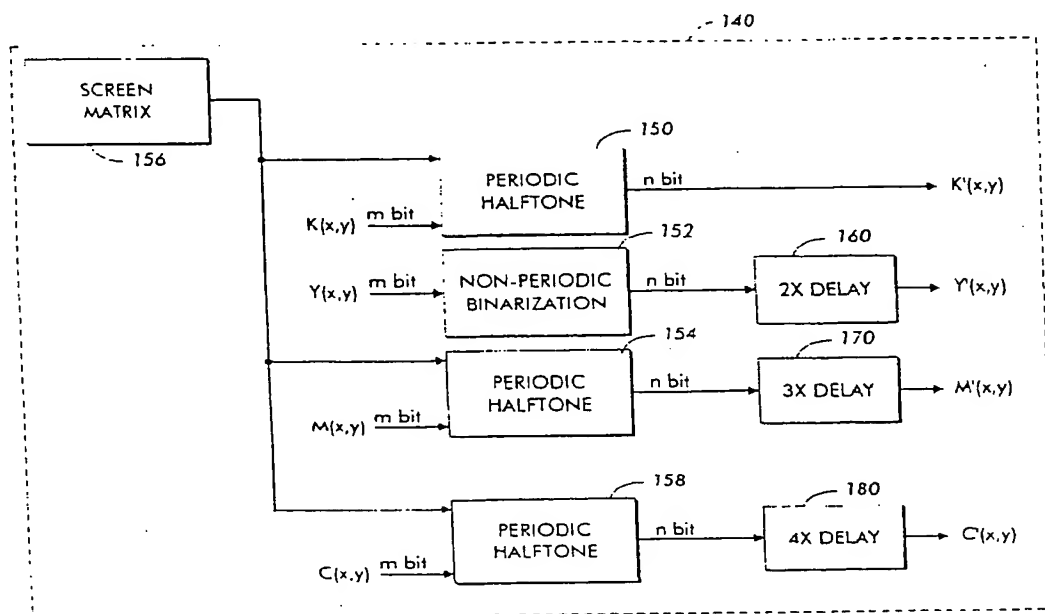 140
SCREEN
MATRIX
156
150
PERIODIC
HALFTONE
n bit
K'(x,y)
K(x,y)
m bit
152
160
NON-PERIODIC
BINARIZATION
n bit
2X DELAY
Y'(x,y)
Y(x,y)
m bit
154
170
PERIODIC
HALFTONE
n bit
3X DELAY
M'(x,y)
M(x,y)
m bit
158
180
PERIODIC
HALFTONE
n bit
4X DELAY
C'(x,y)
C(x,y)
m bit